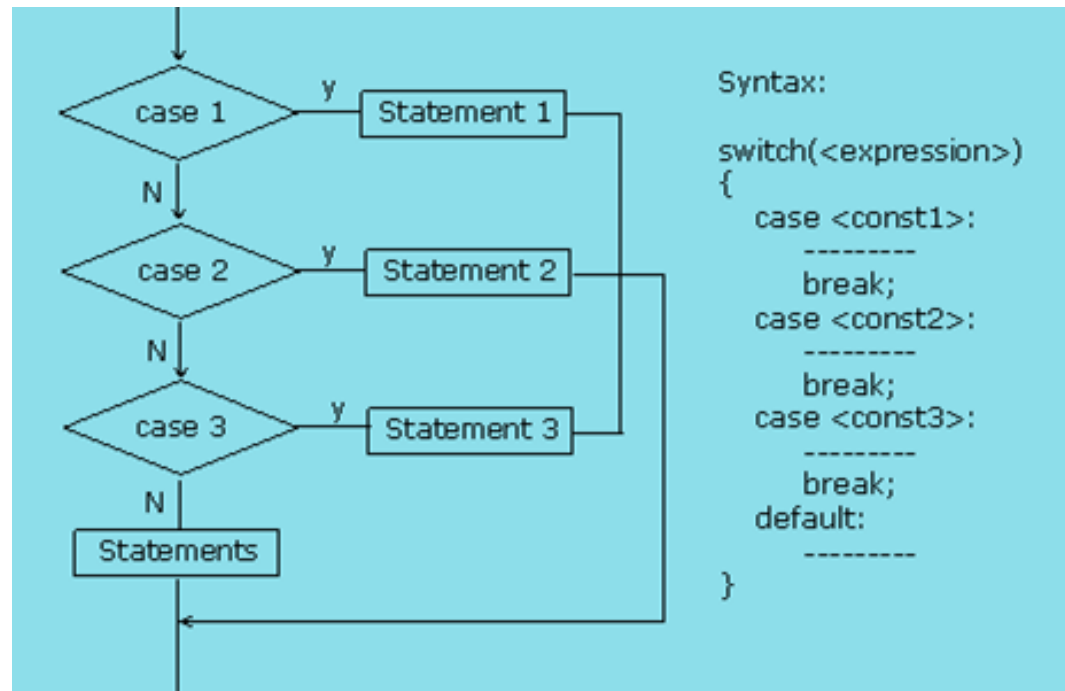 case 1
y
Statement 1
N
case 2
y
Statement 2
N
case 3
y
Statement 3
N
Statements
Syntax:
switch(<expression>)
{
case <const1>:
---------
break;
case <const2>:
---------
break;
case <const3>:
---------
break;
default:
---------
}